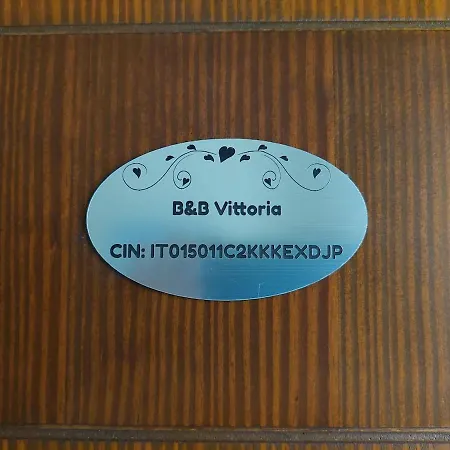 B&B Vittoria
CIN: IT015011C2KKKEXDJP